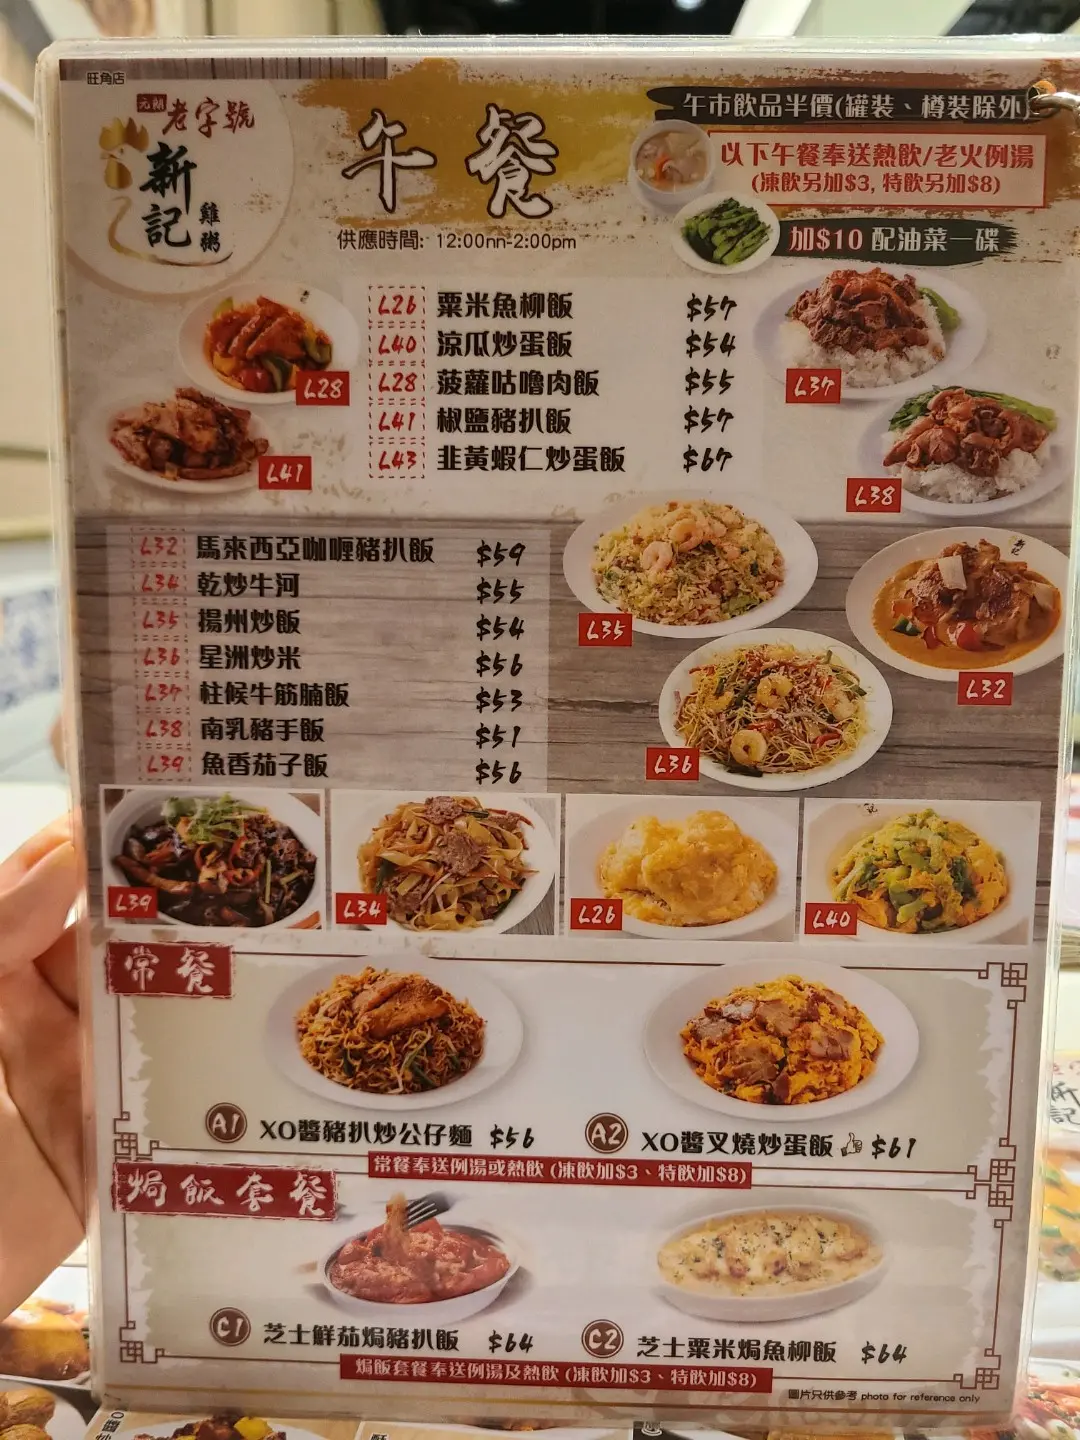 旺角店
元朗 老字號
新記
雞粥
午餐
供應時間: 12:00nn-2:00pm
午市飲品半價(罐裝、樽裝除外)
以下午餐奉送熱飲/老火例湯
(凍飲另加$3, 特飲另加$8)
加$10 配油菜一碟
L26 粟米魚柳飯 $57
L40 涼瓜炒蛋飯 $54
L28 菠蘿咕嚕肉飯 $55
L41 椒鹽豬扒飯 $57
L43 韭黃蝦仁炒蛋飯 $67
L28
L41
L37
L38
L32 馬來西亞咖喱豬扒飯 $59
L34 乾炒牛河 $55
L35 揚州炒飯 $54
L36 星洲炒米 $56
L37 柱候牛筋腩飯 $53
L38 南乳豬手飯 $51
L39 魚香茄子飯 $56
L35
L32
L36
L39
L34
L26
L40
常餐
A1 XO醬豬扒炒公仔麵 $56
A2 XO醬叉燒炒蛋飯 $61
常餐奉送例湯或熱飲 (凍飲加$3、特飲加$8)
焗飯套餐
C1 芝士鮮茄焗豬扒飯 $64
C2 芝士粟米焗魚柳飯 $64
焗飯套餐奉送例湯及熱飲 (凍飲加$3、特飲加$8)
圖片只供參考 photo for reference only